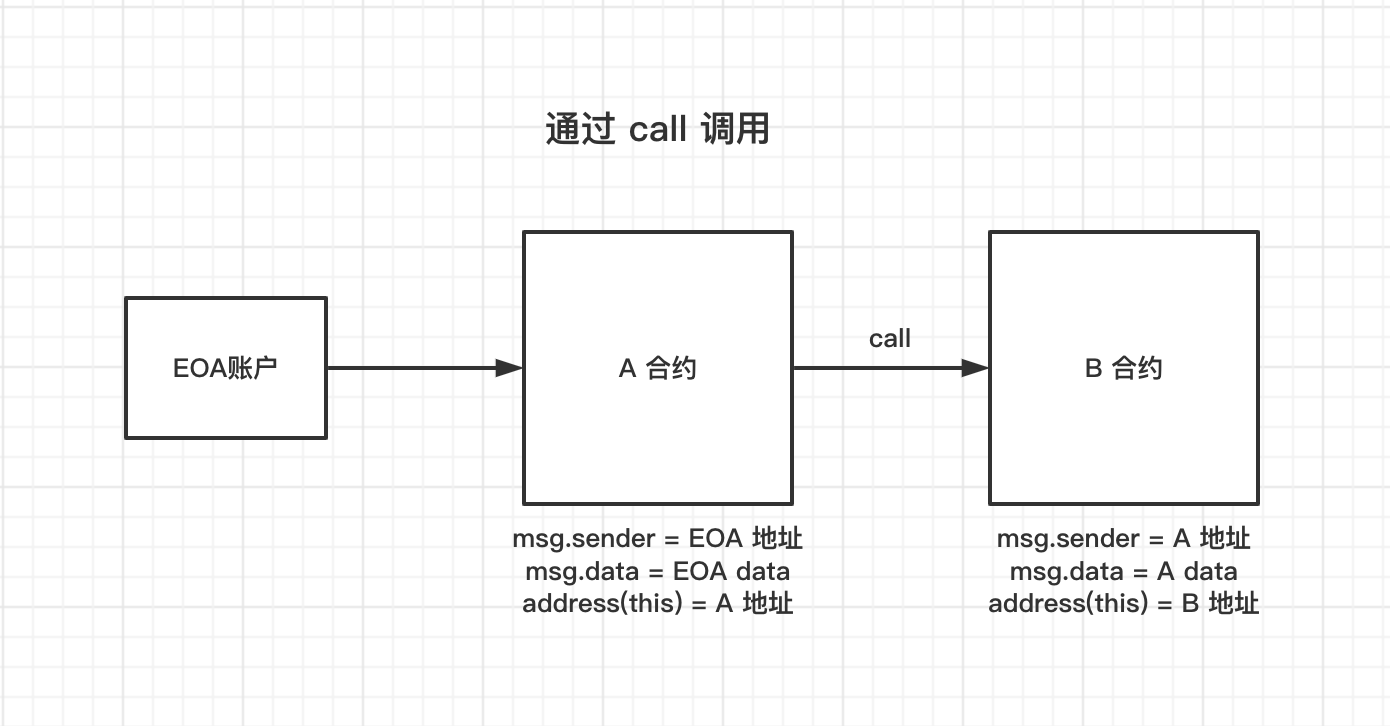 通过 call 调用
EOA账户
A 合约
call
B 合约
msg.sender = EOA 地址
msg.data = EOA data
address(this) = A 地址
msg.sender = A 地址
msg.data = A data
address(this) = B 地址